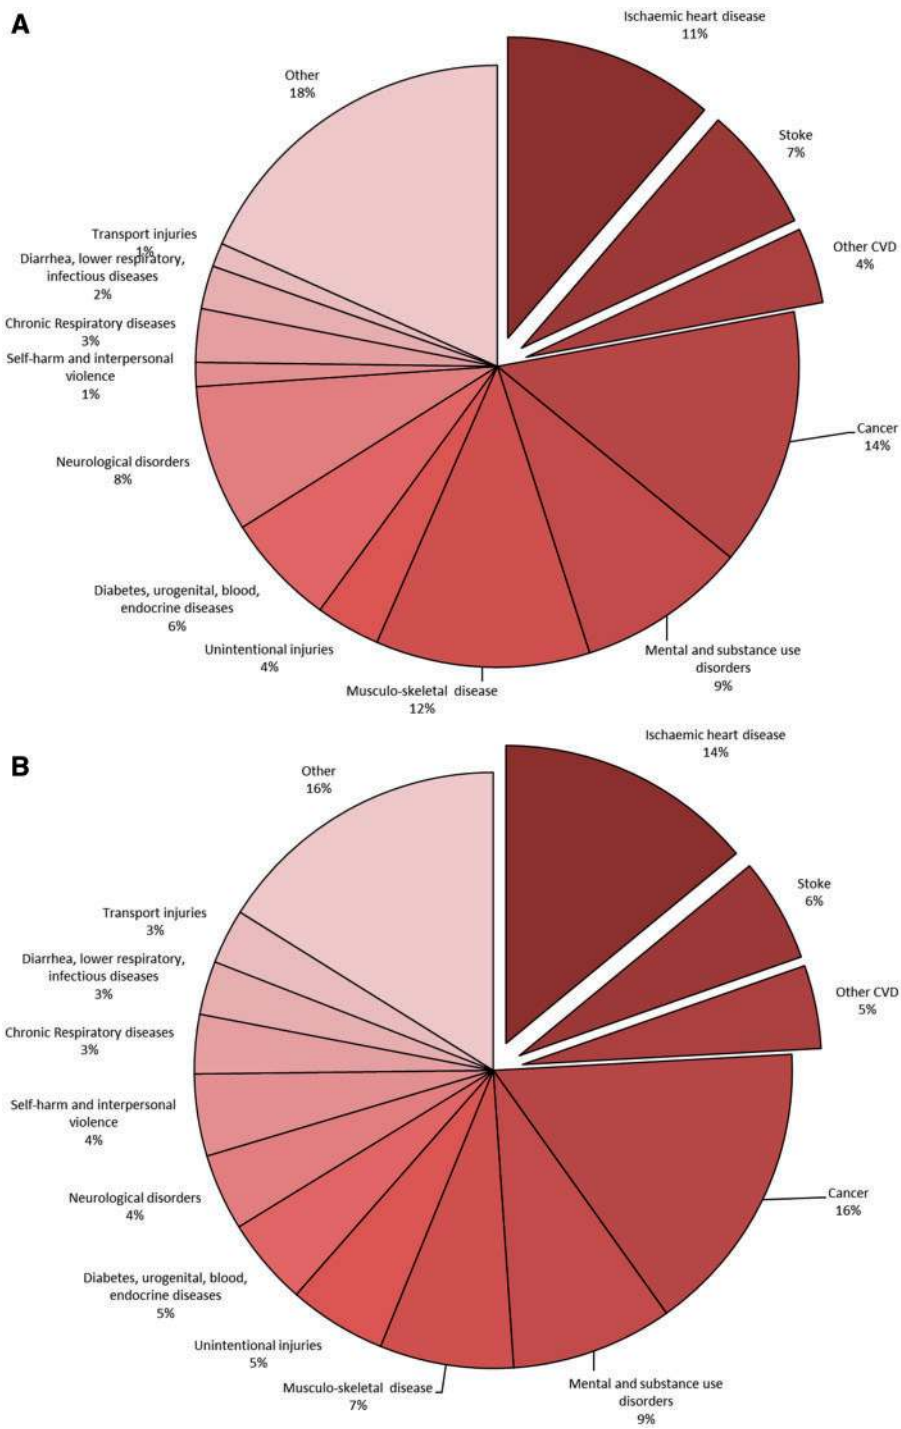 A
Ischaemic heart disease
11%
Stoke
7%
Other CVD
4%
Cancer
14%
Mental and substance use
disorders
9%
Musculo-skeletal disease
12%
Unintentional injuries
4%
Diabetes, urogenital, blood,
endocrine diseases
6%
Neurological disorders
8%
Self-harm and interpersonal
violence
1%
Chronic Respiratory diseases
3%
Diarrhea, lower respiratory,
infectious diseases
2%
Transport injuries
1%
Other
18%
B
Ischaemic heart disease
14%
Stoke
6%
Other CVD
5%
Cancer
16%
Mental and substance use
disorders
9%
Musculo-skeletal disease
7%
Unintentional injuries
5%
Diabetes, urogenital, blood,
endocrine diseases
5%
Neurological disorders
4%
Self-harm and interpersonal
violence
4%
Chronic Respiratory diseases
3%
Diarrhea, lower respiratory,
infectious diseases
3%
Transport injuries
3%
Other
16%